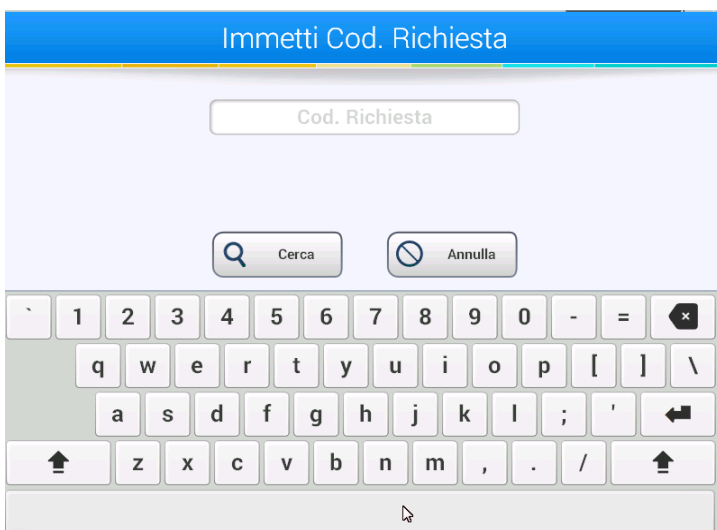 Immetti Cod. Richiesta
Cod. Richiesta
Cerca Annulla
` 1 2 3 4 5 6 7 8 9 0 - =
q w e r t y u i o p [ ] \
a s d f g h j k l ; '
z x c v b n m , . /